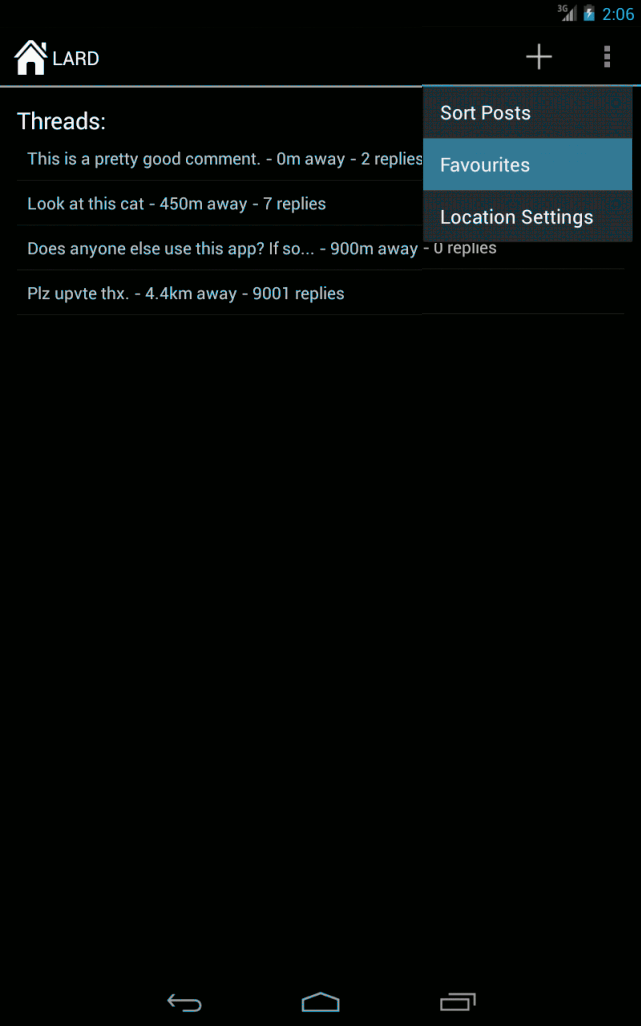 3G 2:06
LARD
Sort Posts
Favourites
Location Settings
Threads:
This is a pretty good comment. - 0m away - 2 replies
Look at this cat - 450m away - 7 replies
Does anyone else use this app? If so... - 900m away - 0 replies
Plz upvte thx. - 4.4km away - 9001 replies